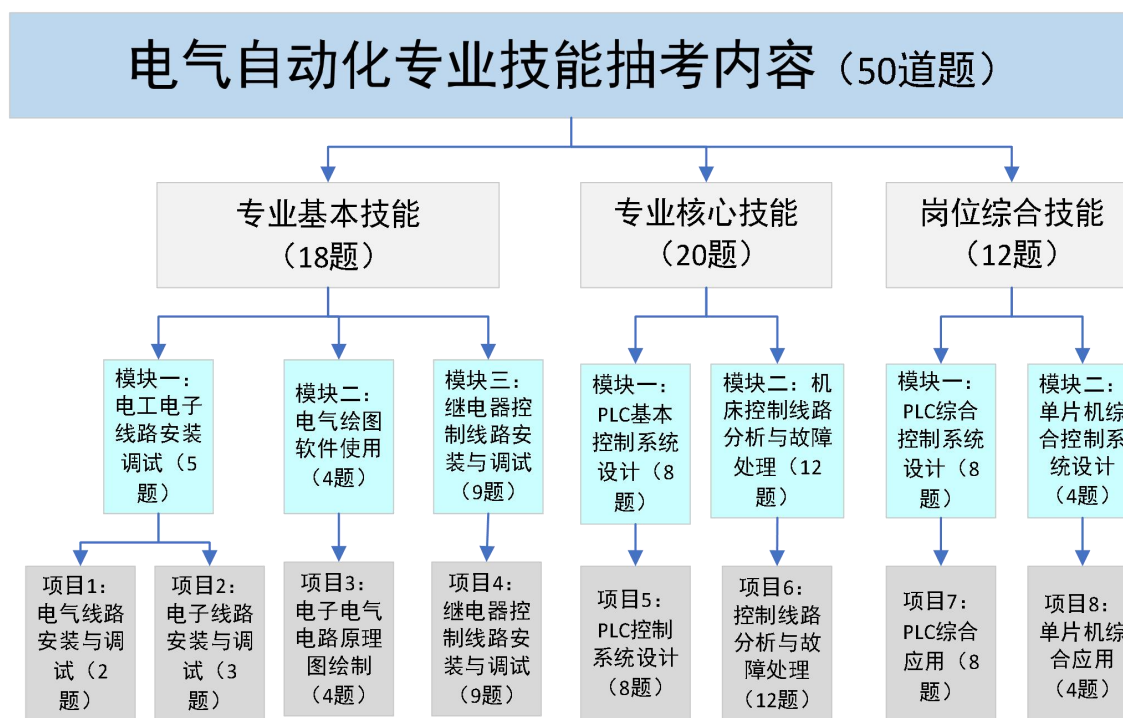 电气自动化专业技能抽考内容（50道题）
专业基本技能
（18题）
专业核心技能
（20题）
岗位综合技能
（12题）
模块一：
电工电子
线路安装
调试（5
题）
模块二：
电气绘图
软件使用
（4题）
模块三：
继电器控
制线路安
装与调试
（9题）
模块一：
PLC基本
控制系统
设计（8
题）
模块二：机
床控制线路
分析与故障
处理（12
题）
模块一：
PLC综合
控制系统
设计（8
题）
模块二：
单片机综
合控制系
统设计
（4题）
项目1：
电气线路
安装与调
试（2
题）
项目2：
电子线路
安装与调
试（3
题）
项目3：
电子电气
电路原理
图绘制
（4题）
项目4：
继电器控
制线路安
装与调试
（9题）
项目5：
PLC控制
系统设计
（8题）
项目6：
控制线路
分析与故
障处理
（12题）
项目7：
PLC综合
应用（8
题）
项目8：
单片机综
合应用
（4题）